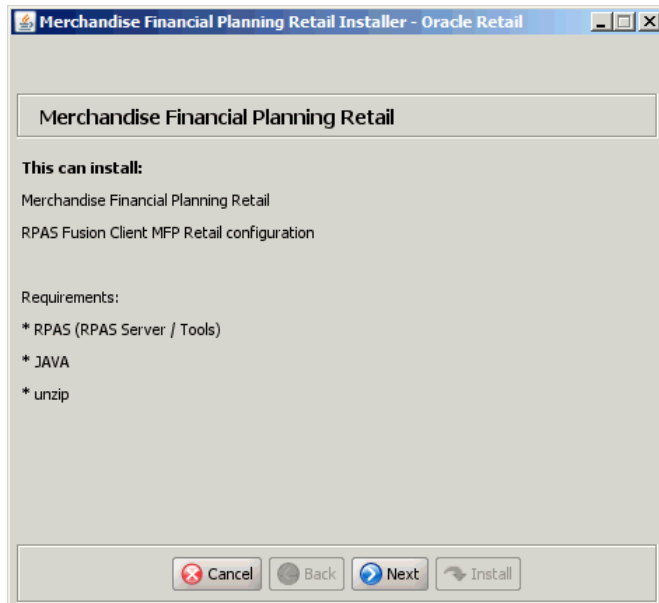 Merchandise Financial Planning Retail Installer - Oracle Retail
Merchandise Financial Planning Retail
This can install:
Merchandise Financial Planning Retail
RPAS Fusion Client MFP Retail configuration
Requirements:
* RPAS (RPAS Server / Tools)
* JAVA
* unzip
Cancel Back Next Install